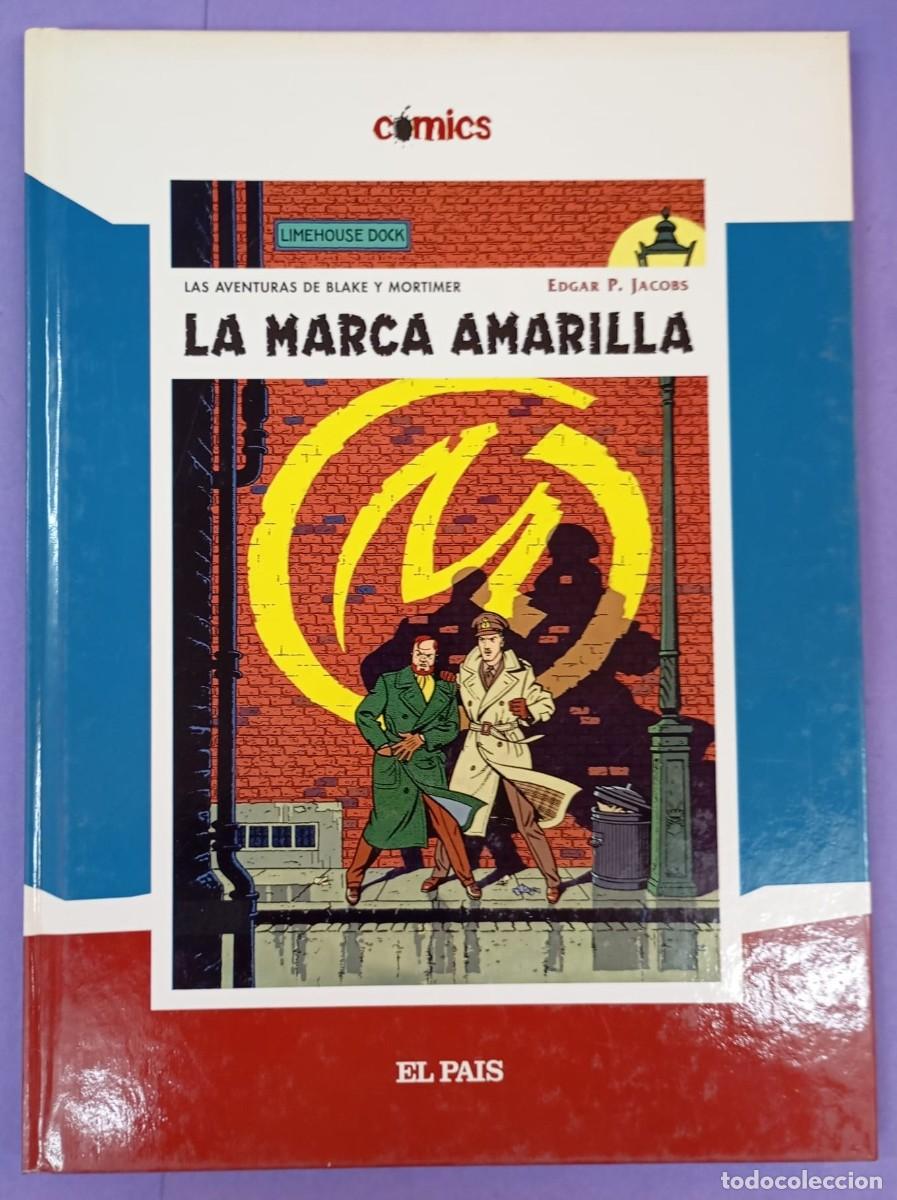 cómics
LIMEHOUSE DOCK
LAS AVENTURAS DE BLAKE Y MORTIMER
EDGAR P. JACOBS
LA MARCA AMARILLA
EL PAIS
todocoleccion